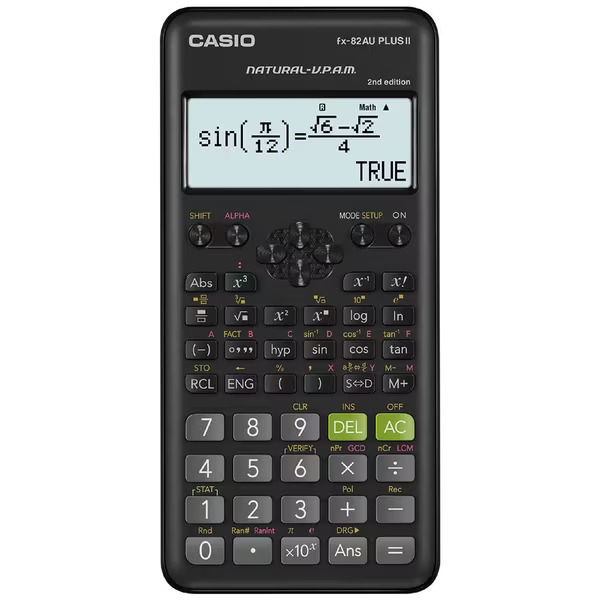 CASIO fx-82AU PLUS II
NATURAL-V.P.A.M.
2nd edition
R Math ▲
sin(π/12)=(√6-√2)/4
TRUE
SHIFT ALPHA MODE SETUP ON
:
Abs x³ x⁻¹ x!
³√■ ■√□ 10■ e■
√■ x² x■ log ln
A FACT B C sin⁻¹ D cos⁻¹ E tan⁻¹ F
(−) °’’’ hyp sin cos tan
STO ← % , X Y M− M
RCL ENG ( ) S⇔D M+
CLR INS OFF
7 8 9 DEL AC
VERIFY nPr GCD nCr LCM
4 5 6 × ÷
STAT Pol Rec
1 2 3 + −
Rnd Ran# RanInt π e DRG▶
0 • ×10ˣ Ans =